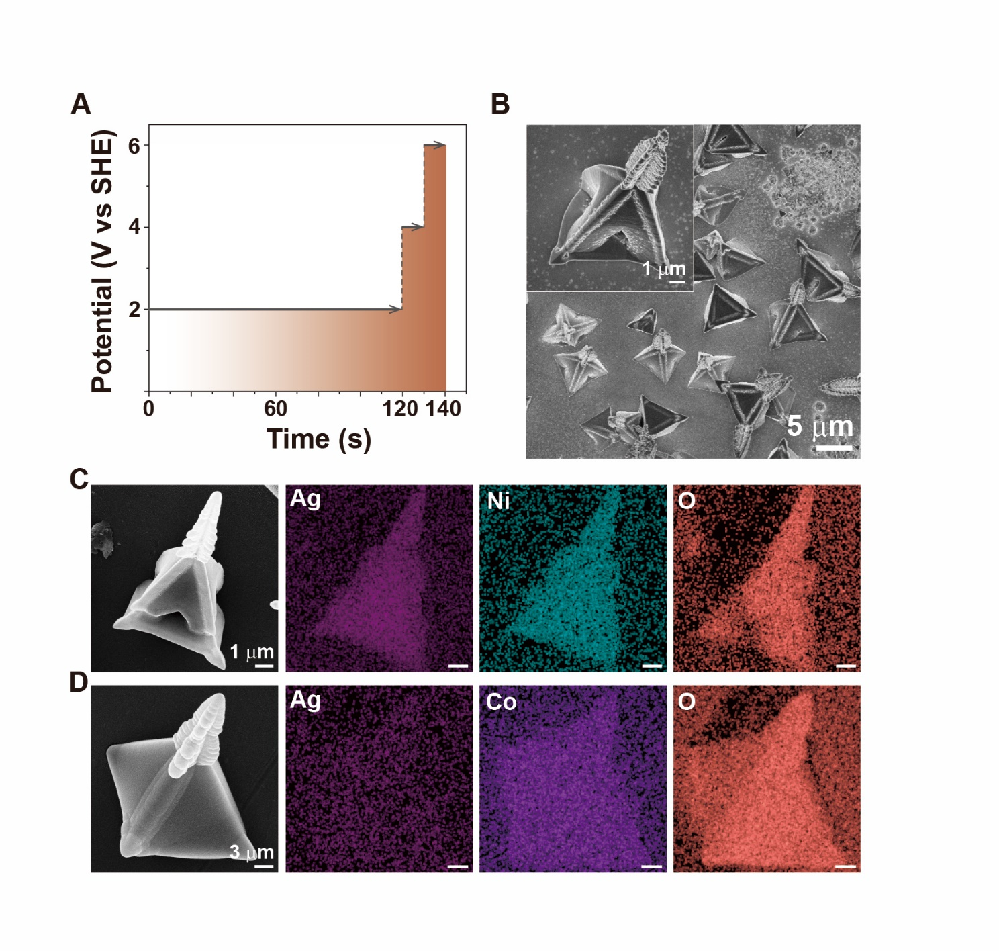 A
B
Potential (V vs SHE)
6
4
2
0
60
120
140
Time (s)
1 μm
5 μm
C
Ag
Ni
O
1 μm
D
Ag
Co
O
3 μm